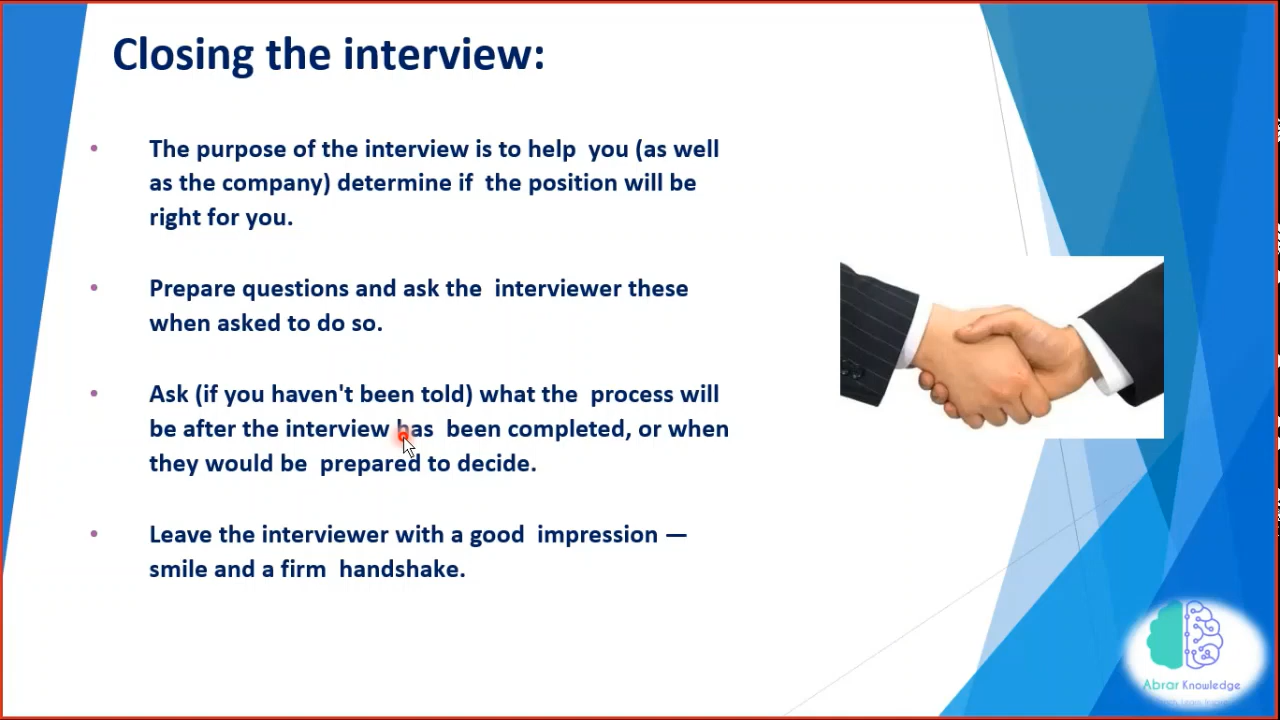 Closing the interview:
• The purpose of the interview is to help you (as well
as the company) determine if the position will be
right for you.
• Prepare questions and ask the interviewer these
when asked to do so.
• Ask (if you haven't been told) what the process will
be after the interview has been completed, or when
they would be prepared to decide.
• Leave the interviewer with a good impression —
smile and a firm handshake.
Abrar Knowledge